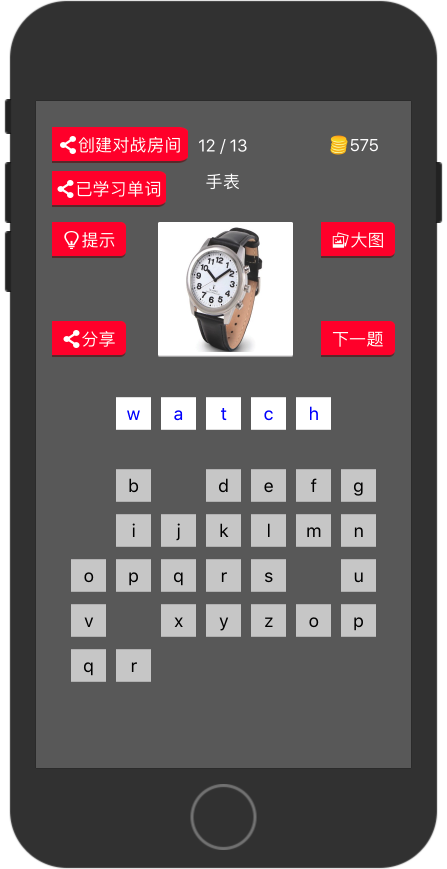 创建对战房间 12 / 13 575
已学习单词 手表
提示 大图
分享 下一题
w a t c h
b d e f g
i j k l m n
o p q r s u
v x y z o p
q r